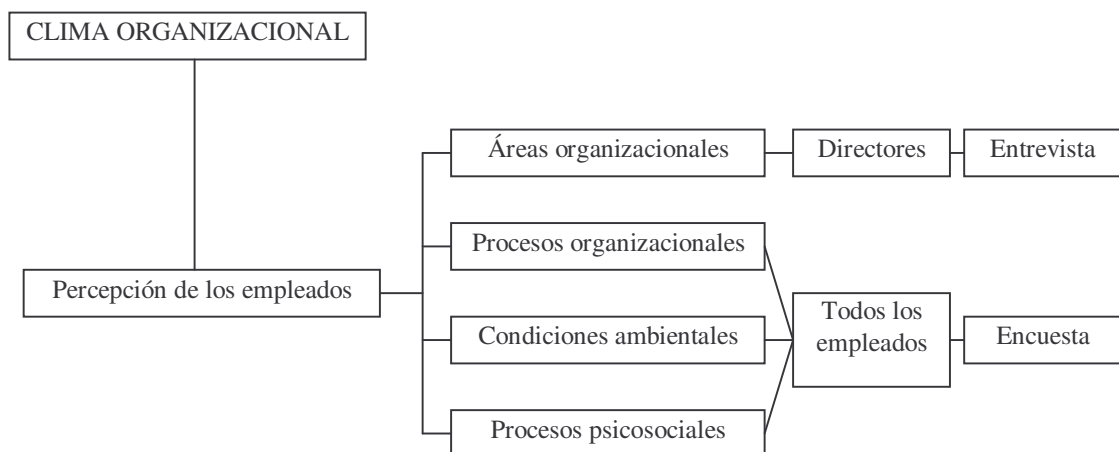 CLIMA ORGANIZACIONAL
Áreas organizacionales
Directores
Entrevista
Procesos organizacionales
Percepción de los empleados
Todos los
empleados
Condiciones ambientales
Encuesta
Procesos psicosociales